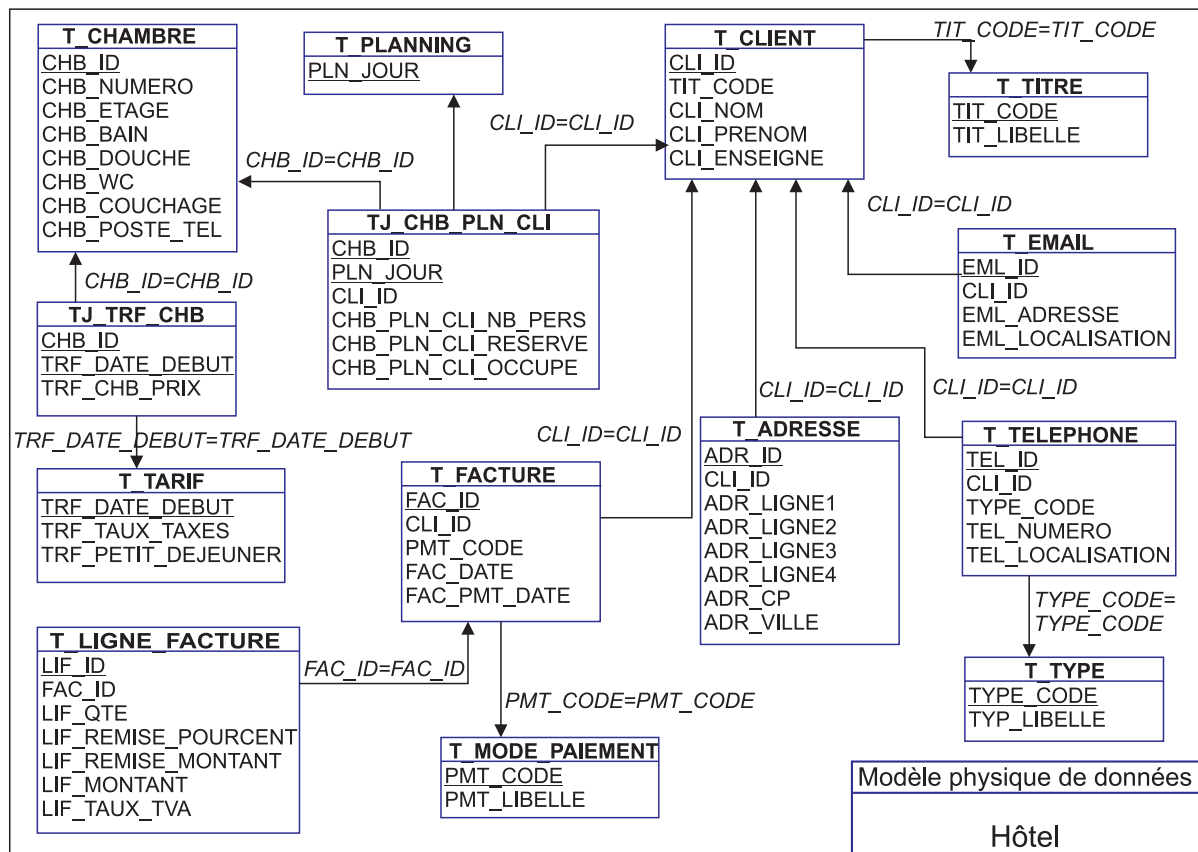 T_CHAMBRE
CHB_ID
CHB_NUMERO
CHB_ETAGE
CHB_BAIN
CHB_DOUCHE
CHB_WC
CHB_COUCHAGE
CHB_POSTE_TEL
T_PLANNING
PLN_JOUR
T_CLIENT
CLI_ID
TIT_CODE
CLI_NOM
CLI_PRENOM
CLI_ENSEIGNE
TIT_CODE=TIT_CODE
T_TITRE
TIT_CODE
TIT_LIBELLE
CLI_ID=CLI_ID
CHB_ID=CHB_ID
TJ_CHB_PLN_CLI
CHB_ID
PLN_JOUR
CLI_ID
CHB_PLN_CLI_NB_PERS
CHB_PLN_CLI_RESERVE
CHB_PLN_CLI_OCCUPE
CLI_ID=CLI_ID
T_EMAIL
EML_ID
CLI_ID
EML_ADRESSE
EML_LOCALISATION
CHB_ID=CHB_ID
TJ_TRF_CHB
CHB_ID
TRF_DATE_DEBUT
TRF_CHB_PRIX
TRF_DATE_DEBUT=TRF_DATE_DEBUT
T_TARIF
TRF_DATE_DEBUT
TRF_TAUX_TAXES
TRF_PETIT_DEJEUNER
CLI_ID=CLI_ID
T_FACTURE
FAC_ID
CLI_ID
PMT_CODE
FAC_DATE
FAC_PMT_DATE
CLI_ID=CLI_ID
T_ADRESSE
ADR_ID
CLI_ID
ADR_LIGNE1
ADR_LIGNE2
ADR_LIGNE3
ADR_LIGNE4
ADR_CP
ADR_VILLE
CLI_ID=CLI_ID
T_TELEPHONE
TEL_ID
CLI_ID
TYPE_CODE
TEL_NUMERO
TEL_LOCALISATION
TYPE_CODE=
TYPE_CODE
T_TYPE
TYPE_CODE
TYP_LIBELLE
T_LIGNE_FACTURE
LIF_ID
FAC_ID
LIF_QTE
LIF_REMISE_POURCENT
LIF_REMISE_MONTANT
LIF_MONTANT
LIF_TAUX_TVA
FAC_ID=FAC_ID
PMT_CODE=PMT_CODE
T_MODE_PAIEMENT
PMT_CODE
PMT_LIBELLE
Modèle physique de données
Hôtel